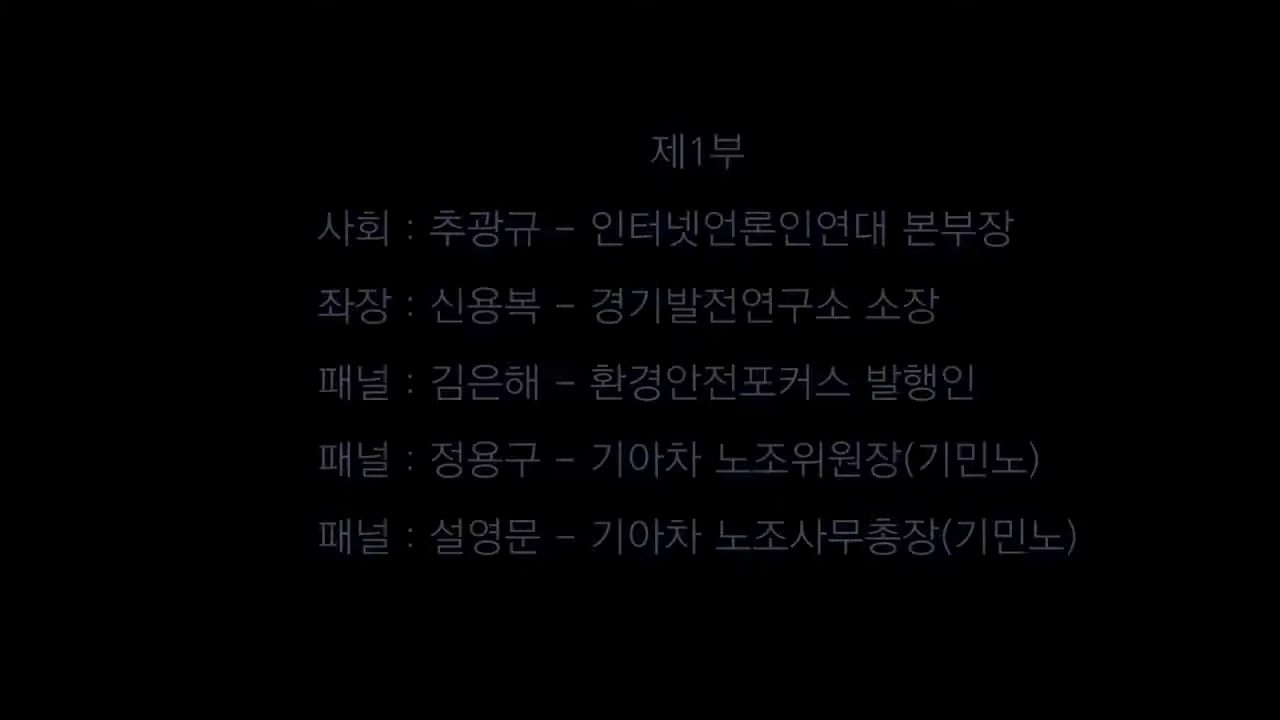 제1부
사회 : 추광규 - 인터넷언론인연대 본부장
좌장 : 신용복 - 경기발전연구소 소장
패널 : 김은해 - 환경안전포커스 발행인
패널 : 정용구 - 기아차 노조위원장(기민노)
패널 : 설영문 - 기아차 노조사무총장(기민노)